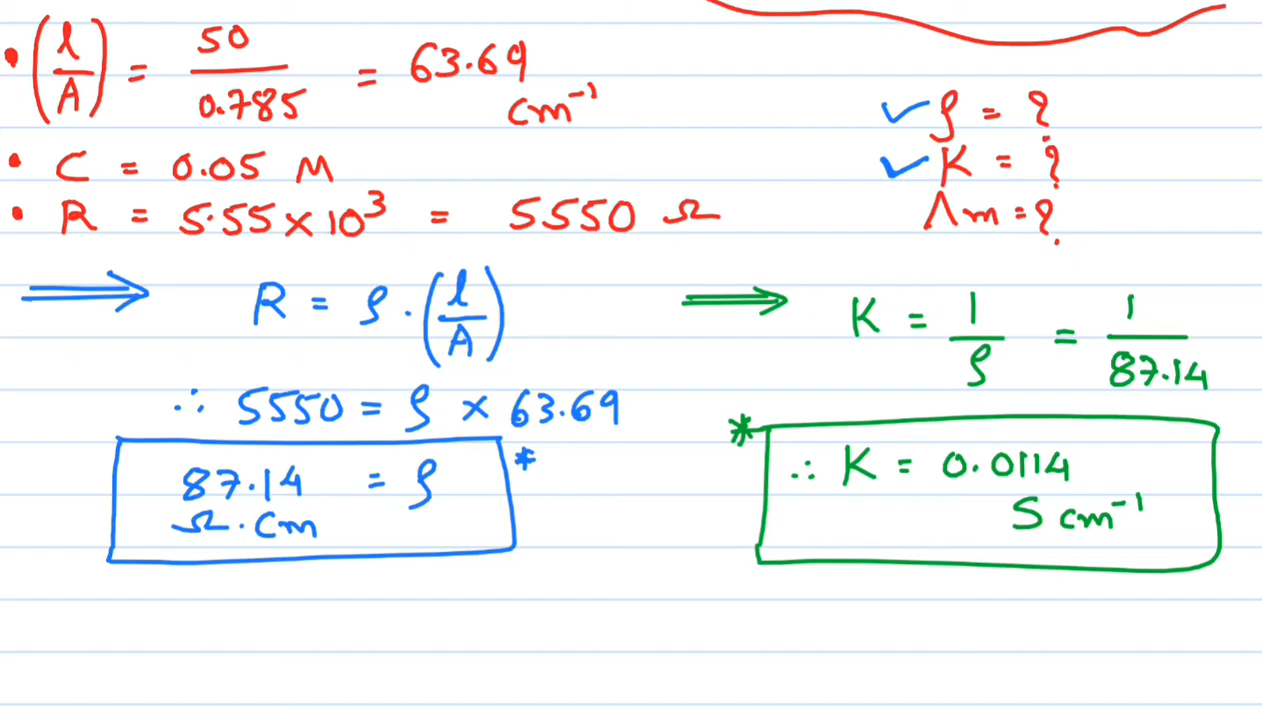 • (l/A) = 50/0.785 = 63.69 cm⁻¹
• C = 0.05 M
• R = 5.55 × 10³ = 5550 Ω
✓ ρ = ?
✓ K = ?
Λm = ?
⟹ R = ρ · (l/A)
∴ 5550 = ρ × 63.69
87.14 = ρ *
Ω · cm
⟹ K = 1/ρ = 1/87.14
* ∴ K = 0.0114
S cm⁻¹